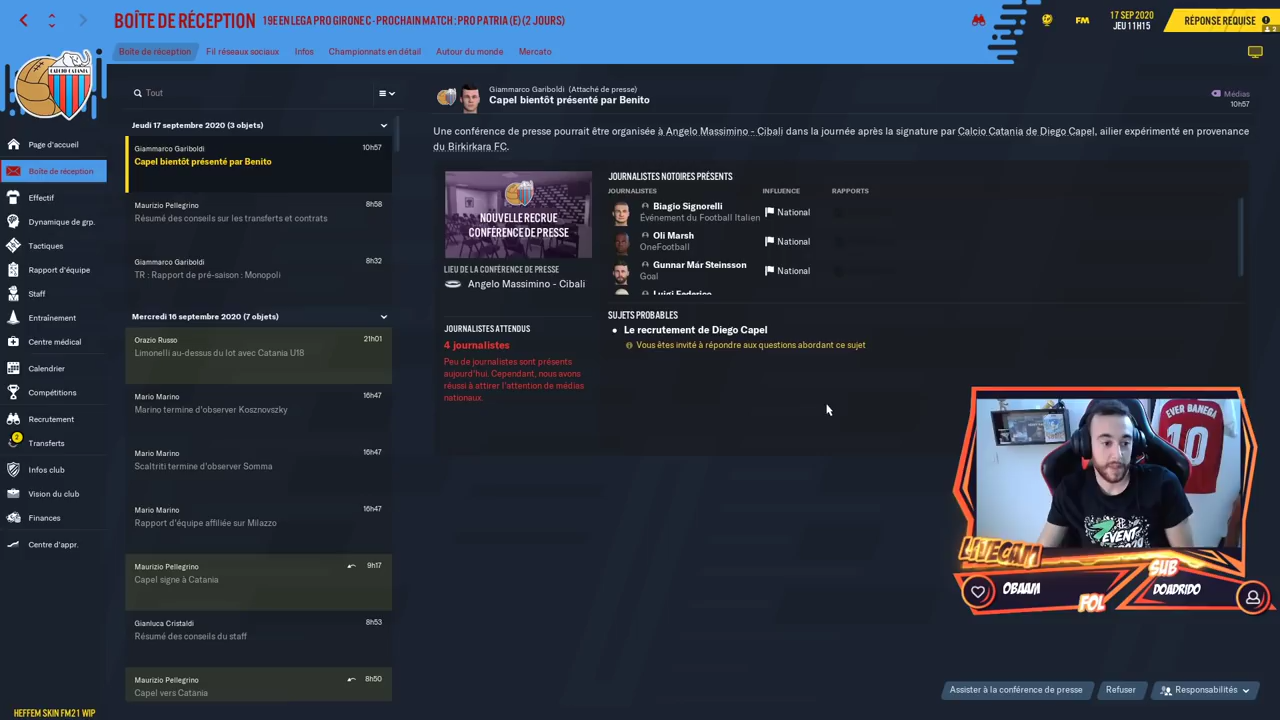 BOÎTE DE RÉCEPTION
19E EN LEGA PRO GIRONE C - PROCHAIN MATCH : PRO PATRIA (E) (2 JOURS)
FM
17 SEP 2020
JEU 11H15
RÉPONSE REQUISE
2
Boîte de réception
Fil réseaux sociaux
Infos
Championnats en détail
Autour du monde
Mercato
CALCIO CATANIA
Page d'accueil
Boîte de réception
Effectif
Dynamique de grp.
Tactiques
Rapport d'équipe
Staff
Entraînement
Centre médical
Calendrier
Compétitions
Recrutement
2
Transferts
Infos club
Vision du club
Finances
Centre d'appr.
HEFFEM SKIN FM21 WIP
Tout
Jeudi 17 septembre 2020 (3 objets)
Giammarco Gariboldi 10h57
Capel bientôt présenté par Benito
Maurizio Pellegrino 8h58
Résumé des conseils sur les transferts et contrats
Giammarco Gariboldi 8h32
TR : Rapport de pré-saison : Monopoli
Mercredi 16 septembre 2020 (7 objets)
Orazio Russo 21h01
Limonelli au-dessus du lot avec Catania U18
Mario Marino 16h47
Marino termine d'observer Kosznovszky
Mario Marino 16h47
Scaltriti termine d'observer Somma
Mario Marino 16h47
Rapport d'équipe affiliée sur Milazzo
Maurizio Pellegrino 9h17
Capel signe à Catania
Gianluca Cristaldi 8h53
Résumé des conseils du staff
Maurizio Pellegrino 8h50
Capel vers Catania
Giammarco Gariboldi (Attaché de presse)
Capel bientôt présenté par Benito
Médias
10h57
Une conférence de presse pourrait être organisée à Angelo Massimino - Cibali dans la journée après la signature par Calcio Catania de Diego Capel, ailier expérimenté en provenance
du Birkirkara FC.
NOUVELLE RECRUE
CONFÉRENCE DE PRESSE
LIEU DE LA CONFÉRENCE DE PRESSE
Angelo Massimino - Cibali
JOURNALISTES ATTENDUS
4 journalistes
Peu de journalistes sont présents
aujourd'hui. Cependant, nous avons
réussi à attirer l'attention de médias
nationaux.
JOURNALISTES NOTOIRES PRÉSENTS
JOURNALISTES INFLUENCE RAPPORTS
Biagio Signorelli
Événement du Football Italien
National
Oli Marsh
OneFootball
National
Gunnar Már Steinsson
Goal
National
Luigi Federico
SUJETS PROBABLES
Le recrutement de Diego Capel
Vous êtes invité à répondre aux questions abordant ce sujet
EVER BANEGA
10
EVENT
LIVECAM
OBAAM
FOL
SUB
DOADRIDO
Assister à la conférence de presse
Refuser
Responsabilités